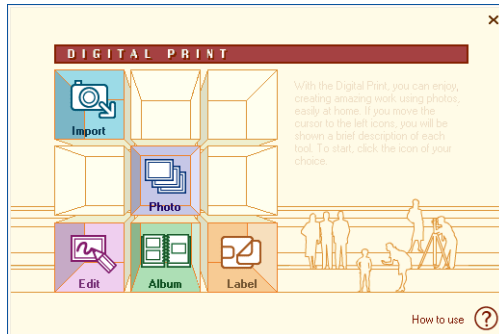 DIGITAL PRINT
Import
With the Digital Print, you can enjoy,
creating amazing work using photos,
easily at home. If you move the
cursor to the left icons, you will be
shown a brief description of each
tool. To start, click the icon of your
choice.
Photo
Edit
Album
Label
How to use ?